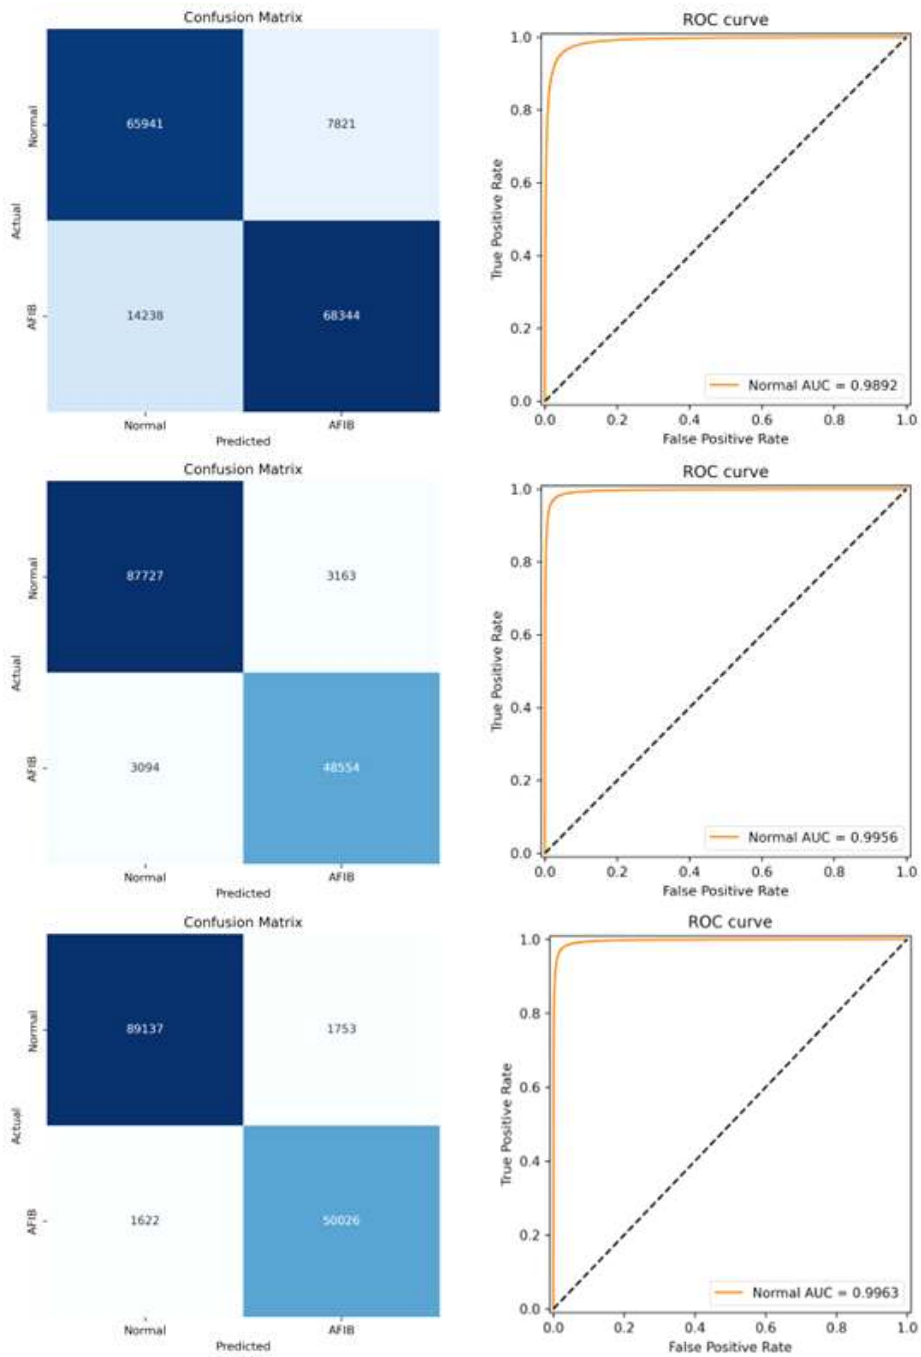 Confusion Matrix
Normal
Actual
AFIB
65941
7821
14238
68344
Normal
AFIB
Predicted
ROC curve
True Positive Rate
1.0
0.8
0.6
0.4
0.2
0.0
Normal AUC = 0.9892
0.0 0.2 0.4 0.6 0.8 1.0
False Positive Rate
Confusion Matrix
Normal
Actual
AFIB
87727
3163
3094
48554
Normal
AFIB
Predicted
ROC curve
True Positive Rate
1.0
0.8
0.6
0.4
0.2
0.0
Normal AUC = 0.9956
0.0 0.2 0.4 0.6 0.8 1.0
False Positive Rate
Confusion Matrix
Normal
Actual
AFIB
89137
1753
1622
50026
Normal
AFIB
Predicted
ROC curve
True Positive Rate
1.0
0.8
0.6
0.4
0.2
0.0
Normal AUC = 0.9963
0.0 0.2 0.4 0.6 0.8 1.0
False Positive Rate